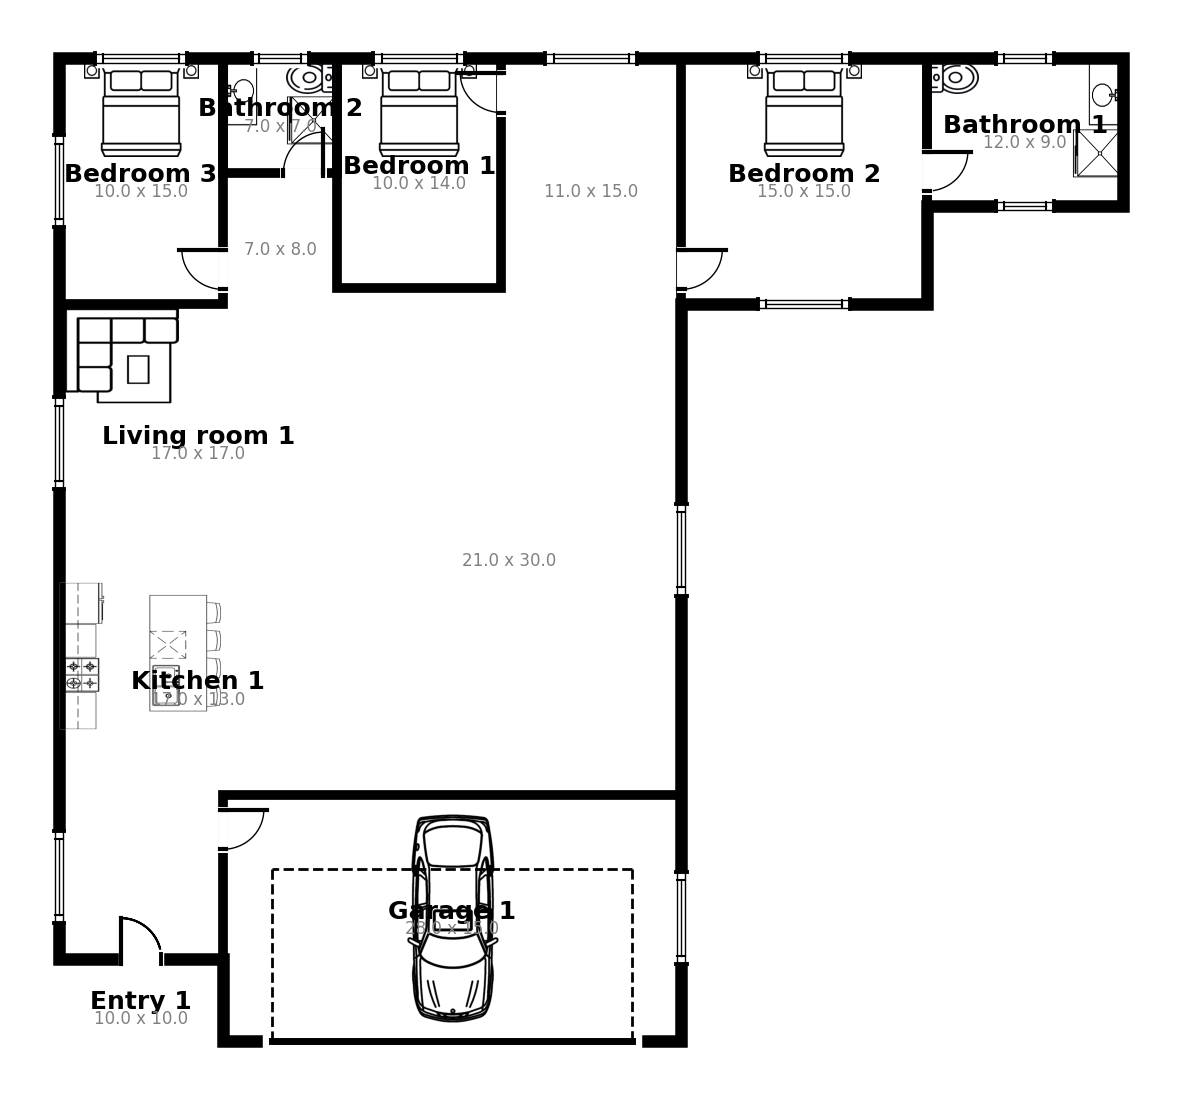 Bathroom 2
7.0 x 7.0
Bathroom 1
12.0 x 9.0
Bedroom 3
10.0 x 15.0
Bedroom 1
10.0 x 14.0
11.0 x 15.0
Bedroom 2
15.0 x 15.0
7.0 x 8.0
Living room 1
17.0 x 17.0
21.0 x 30.0
Kitchen 1
17.0 x 13.0
Garage 1
28.0 x 15.0
Entry 1
10.0 x 10.0